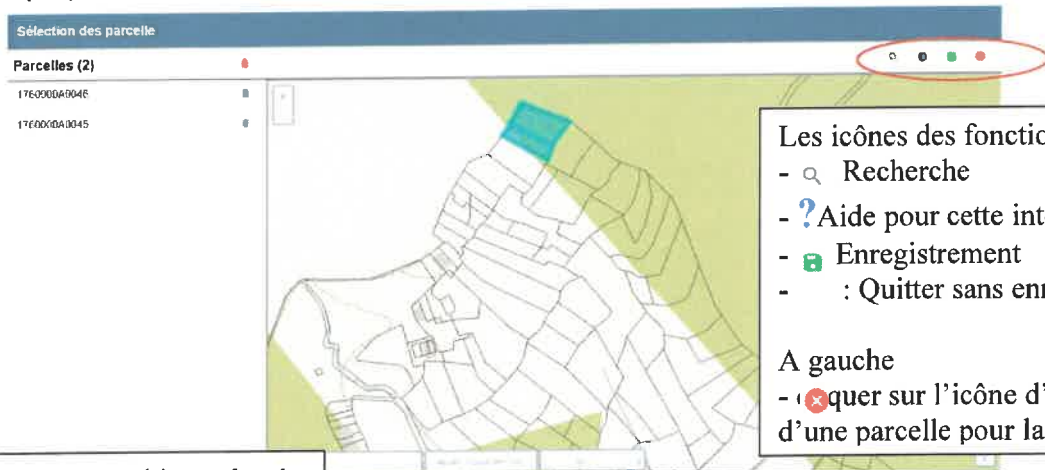 Sélection des parcelle
Parcelles (2)
1760000A0045
Les icônes des fonctio
- Recherche
- ? Aide pour cette int
- Enregistrement
- : Quitter sans enr
A gauche
- quer sur l'icône d'
d'une parcelle pour la